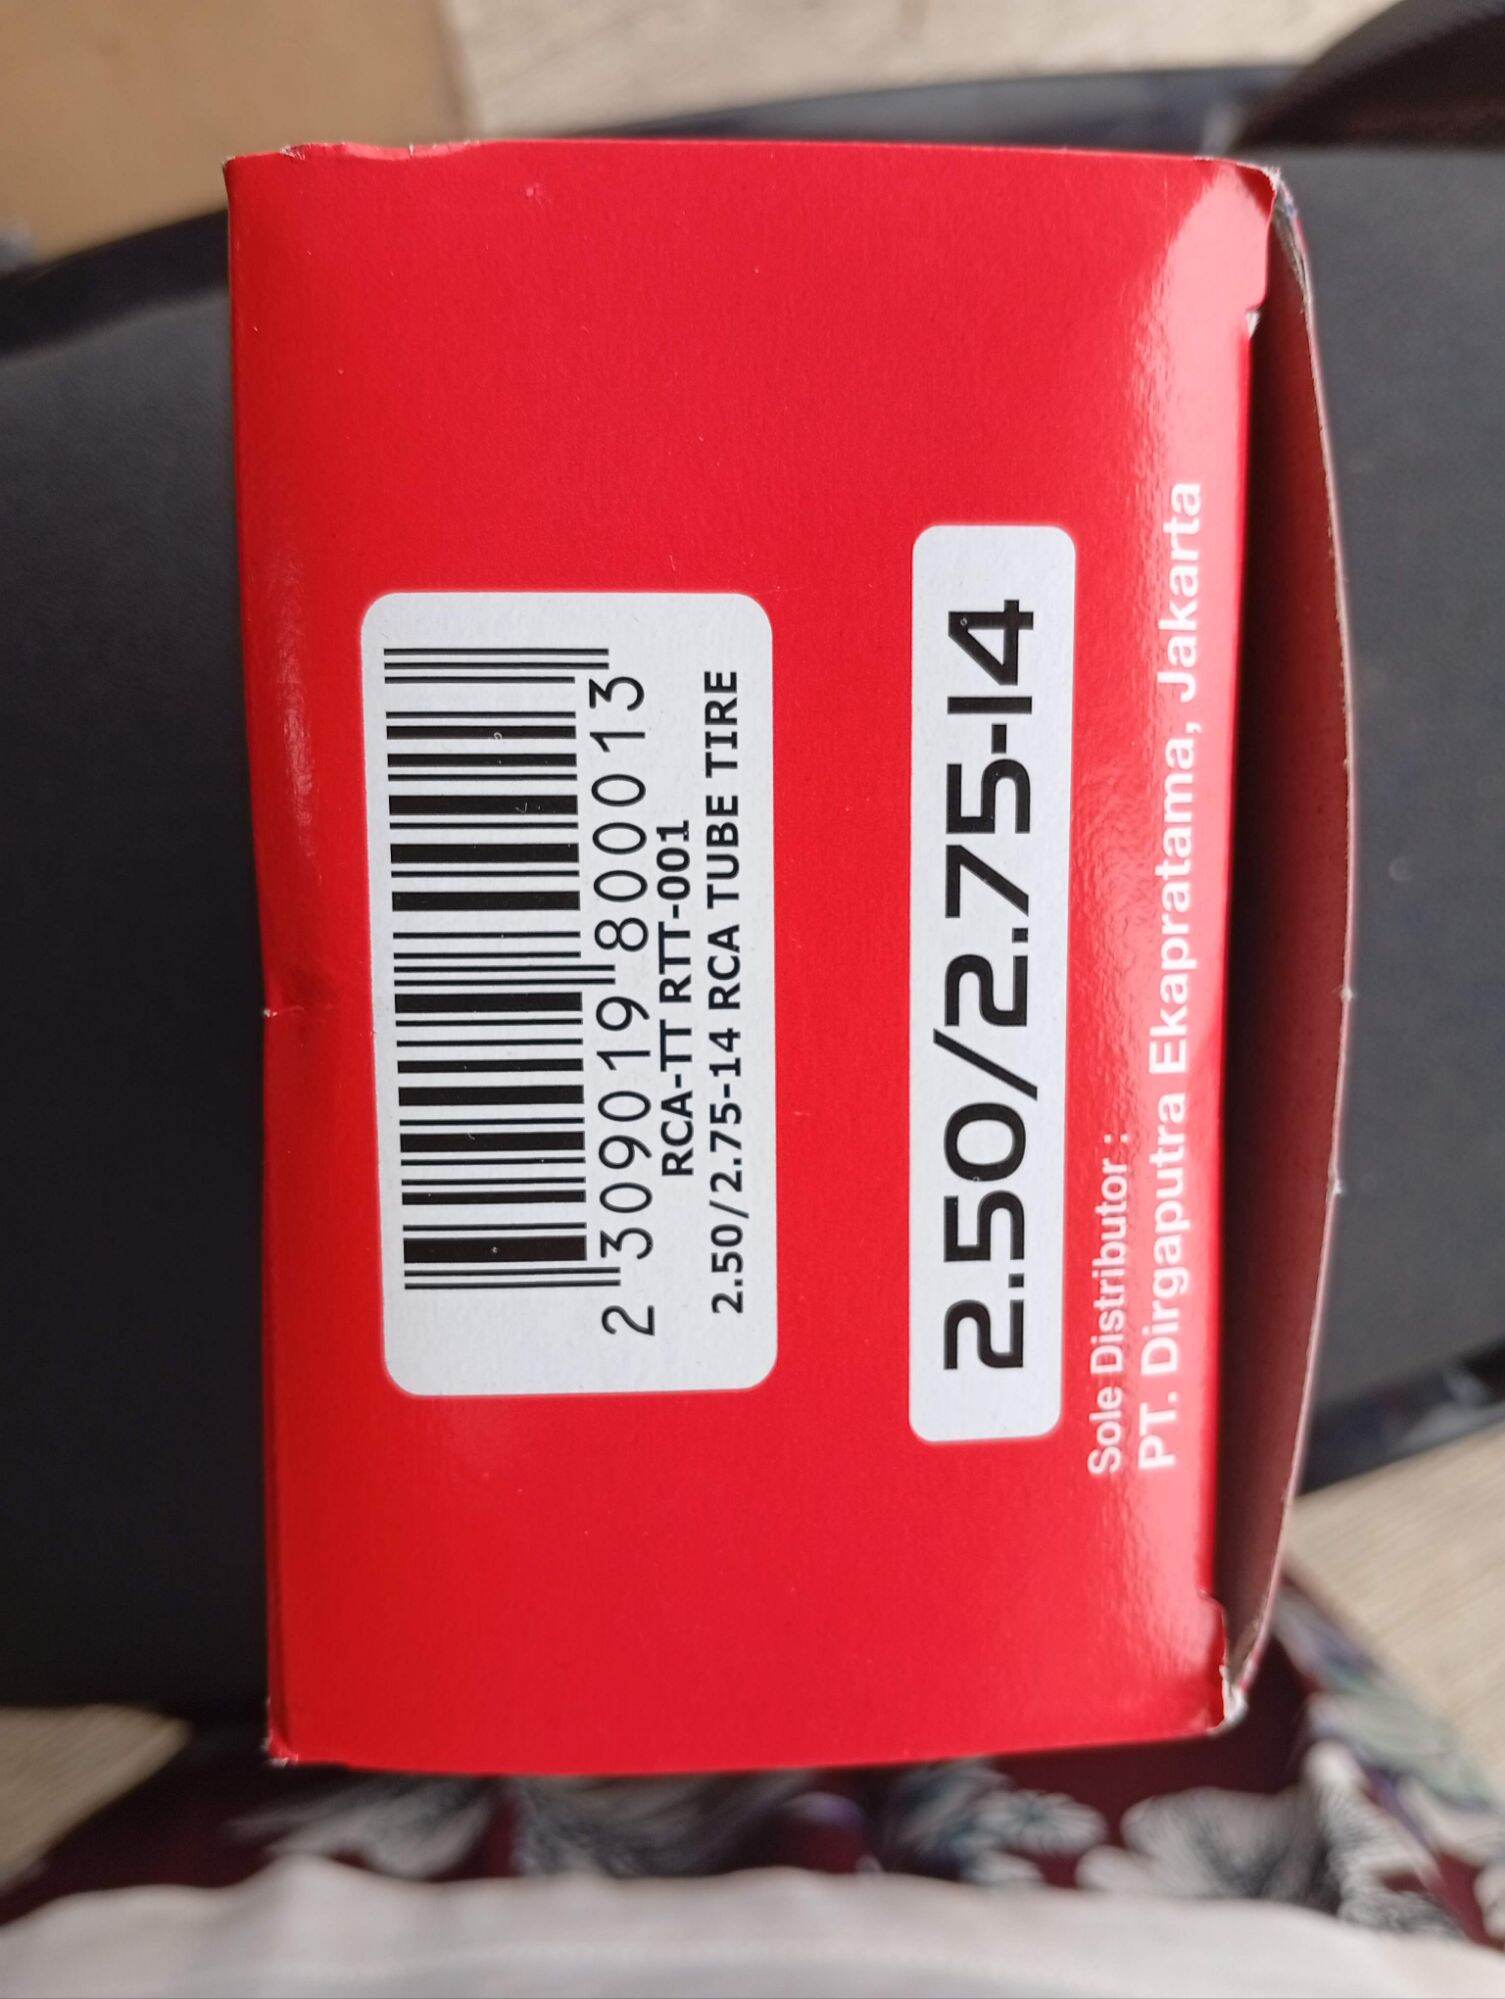 2 309019 800013
RCA-TT RTT-001
2.50/2.75-14 RCA TUBE TIRE
2.50/2.75-14
Sole Distributor :
PT. Dirgaputra Ekapratama, Jakarta